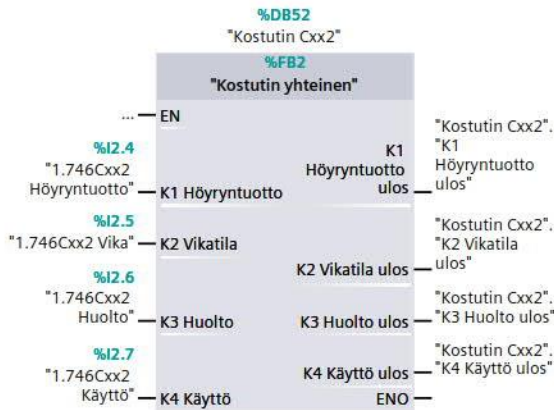 %DB52
"Kostutin Cxx2"
%FB2
"Kostutin yhteinen"
... EN
%I2.4
"1.746Cxx2
Höyryntuotto"
K1 Höyryntuotto
K1
Höyryntuotto
ulos
"Kostutin Cxx2".
"K1
Höyryntuotto
ulos"
%I2.5
"1.746Cxx2 Vika"
K2 Vikatila
K2 Vikatila ulos
"Kostutin Cxx2".
"K2 Vikatila
ulos"
%I2.6
"1.746Cxx2
Huolto"
K3 Huolto
K3 Huolto ulos
"Kostutin Cxx2".
"K3 Huolto ulos"
%I2.7
"1.746Cxx2
Käyttö"
K4 Käyttö
K4 Käyttö ulos
"Kostutin Cxx2".
"K4 Käyttö ulos"
ENO